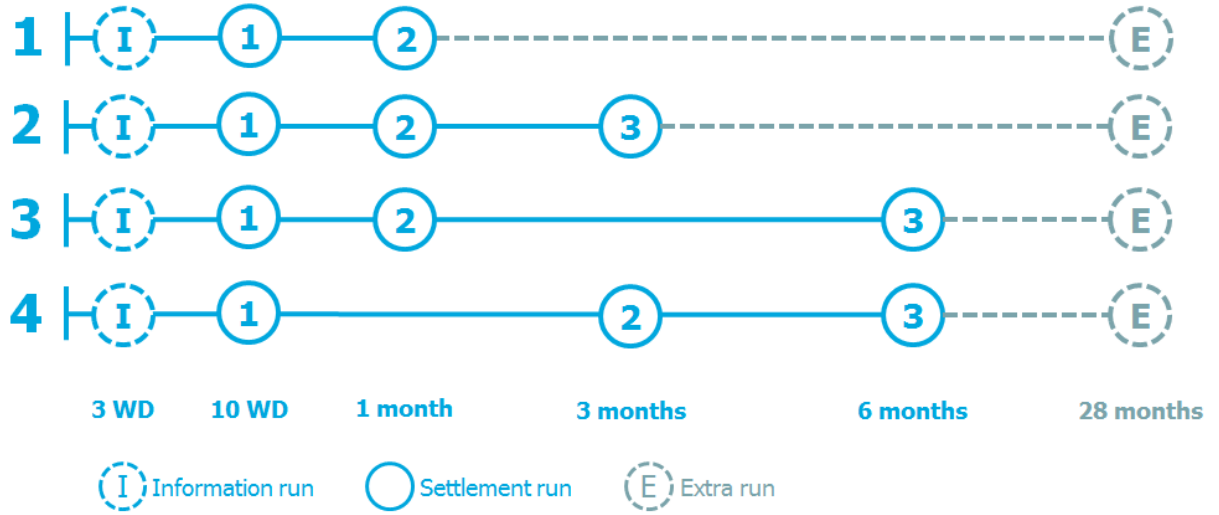 1 I 1 2 E
2 I 1 2 3 E
3 I 1 2 3 E
4 I 1 2 3 E
3 WD 10 WD 1 month 3 months 6 months 28 months
I Information run Settlement run E Extra run